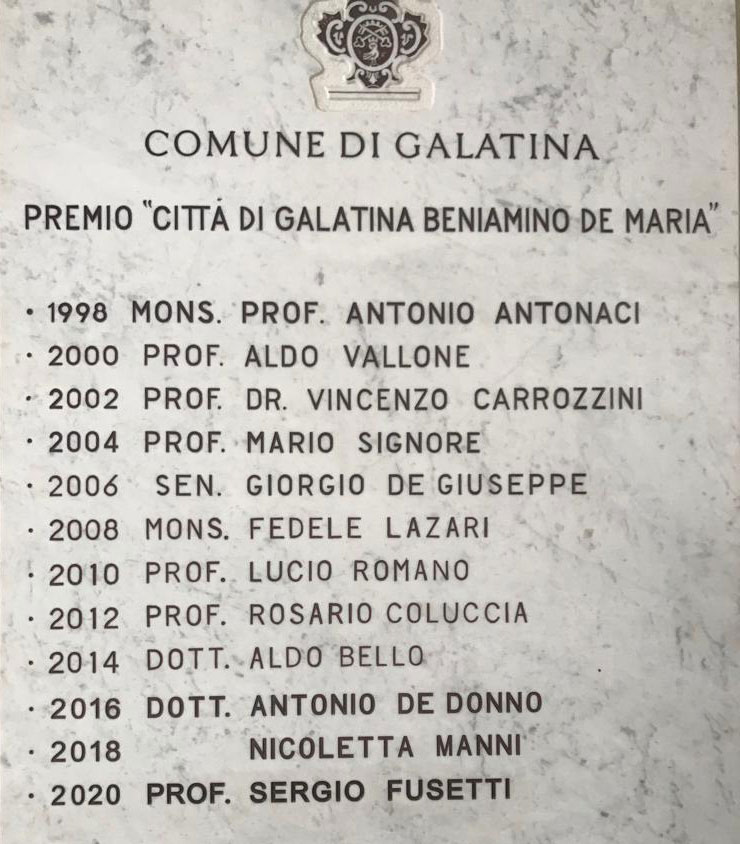 COMUNE DI GALATINA
PREMIO "CITTÀ DI GALATINA BENIAMINO DE MARIA"
· 1998 MONS. PROF. ANTONIO ANTONACI
· 2000 PROF. ALDO VALLONE
· 2002 PROF. DR. VINCENZO CARROZZINI
· 2004 PROF. MARIO SIGNORE
· 2006 SEN. GIORGIO DE GIUSEPPE
· 2008 MONS. FEDELE LAZARI
· 2010 PROF. LUCIO ROMANO
· 2012 PROF. ROSARIO COLUCCIA
· 2014 DOTT. ALDO BELLO
· 2016 DOTT. ANTONIO DE DONNO
· 2018 NICOLETTA MANNI
· 2020 PROF. SERGIO FUSETTI